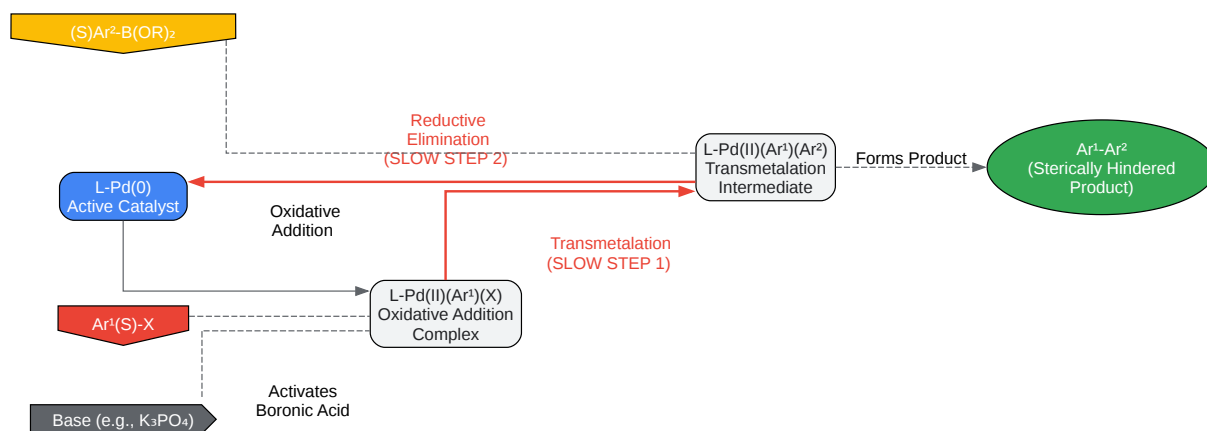 (S)Ar²-B(OR)₂
Reductive
Elimination
(SLOW STEP 2)
L-Pd(II)(Ar¹)(Ar²)
Transmetalation
Intermediate
Forms Product
Ar¹-Ar²
(Sterically Hindered
Product)
L-Pd(0)
Active Catalyst
Oxidative
Addition
Transmetalation
(SLOW STEP 1)
L-Pd(II)(Ar¹)(X)
Oxidative Addition
Complex
Ar¹(S)-X
Activates
Boronic Acid
Base (e.g., K₃PO₄)